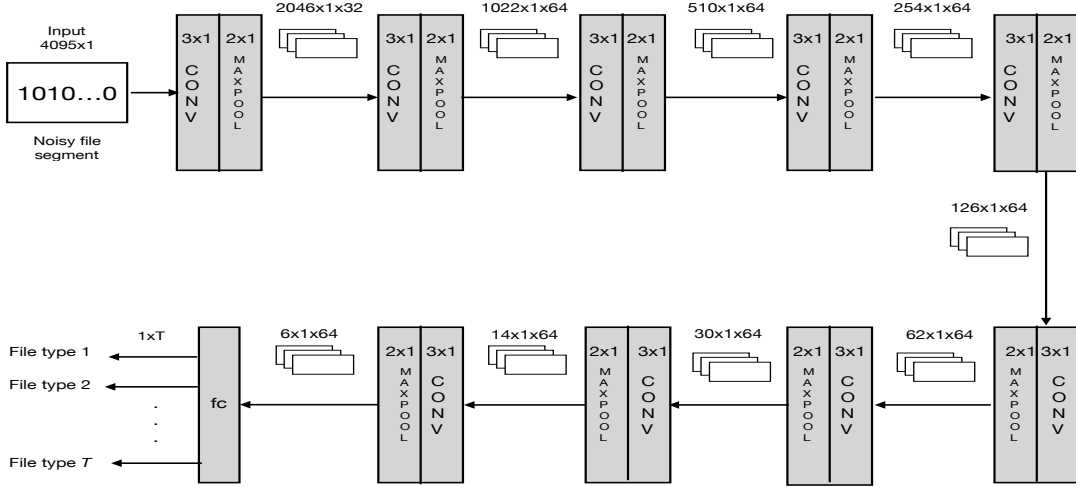 Input
4095x1
1010...0
Noisy file
segment
3x1
CONV
2x1
MAXPOOL
2046x1x32
3x1
CONV
2x1
MAXPOOL
1022x1x64
3x1
CONV
2x1
MAXPOOL
510x1x64
3x1
CONV
2x1
MAXPOOL
254x1x64
3x1
CONV
2x1
MAXPOOL
126x1x64
3x1
CONV
2x1
MAXPOOL
62x1x64
3x1
CONV
2x1
MAXPOOL
30x1x64
3x1
CONV
2x1
MAXPOOL
14x1x64
3x1
CONV
2x1
MAXPOOL
6x1x64
fc
1xT
File type 1
File type 2
.
.
.
File type T